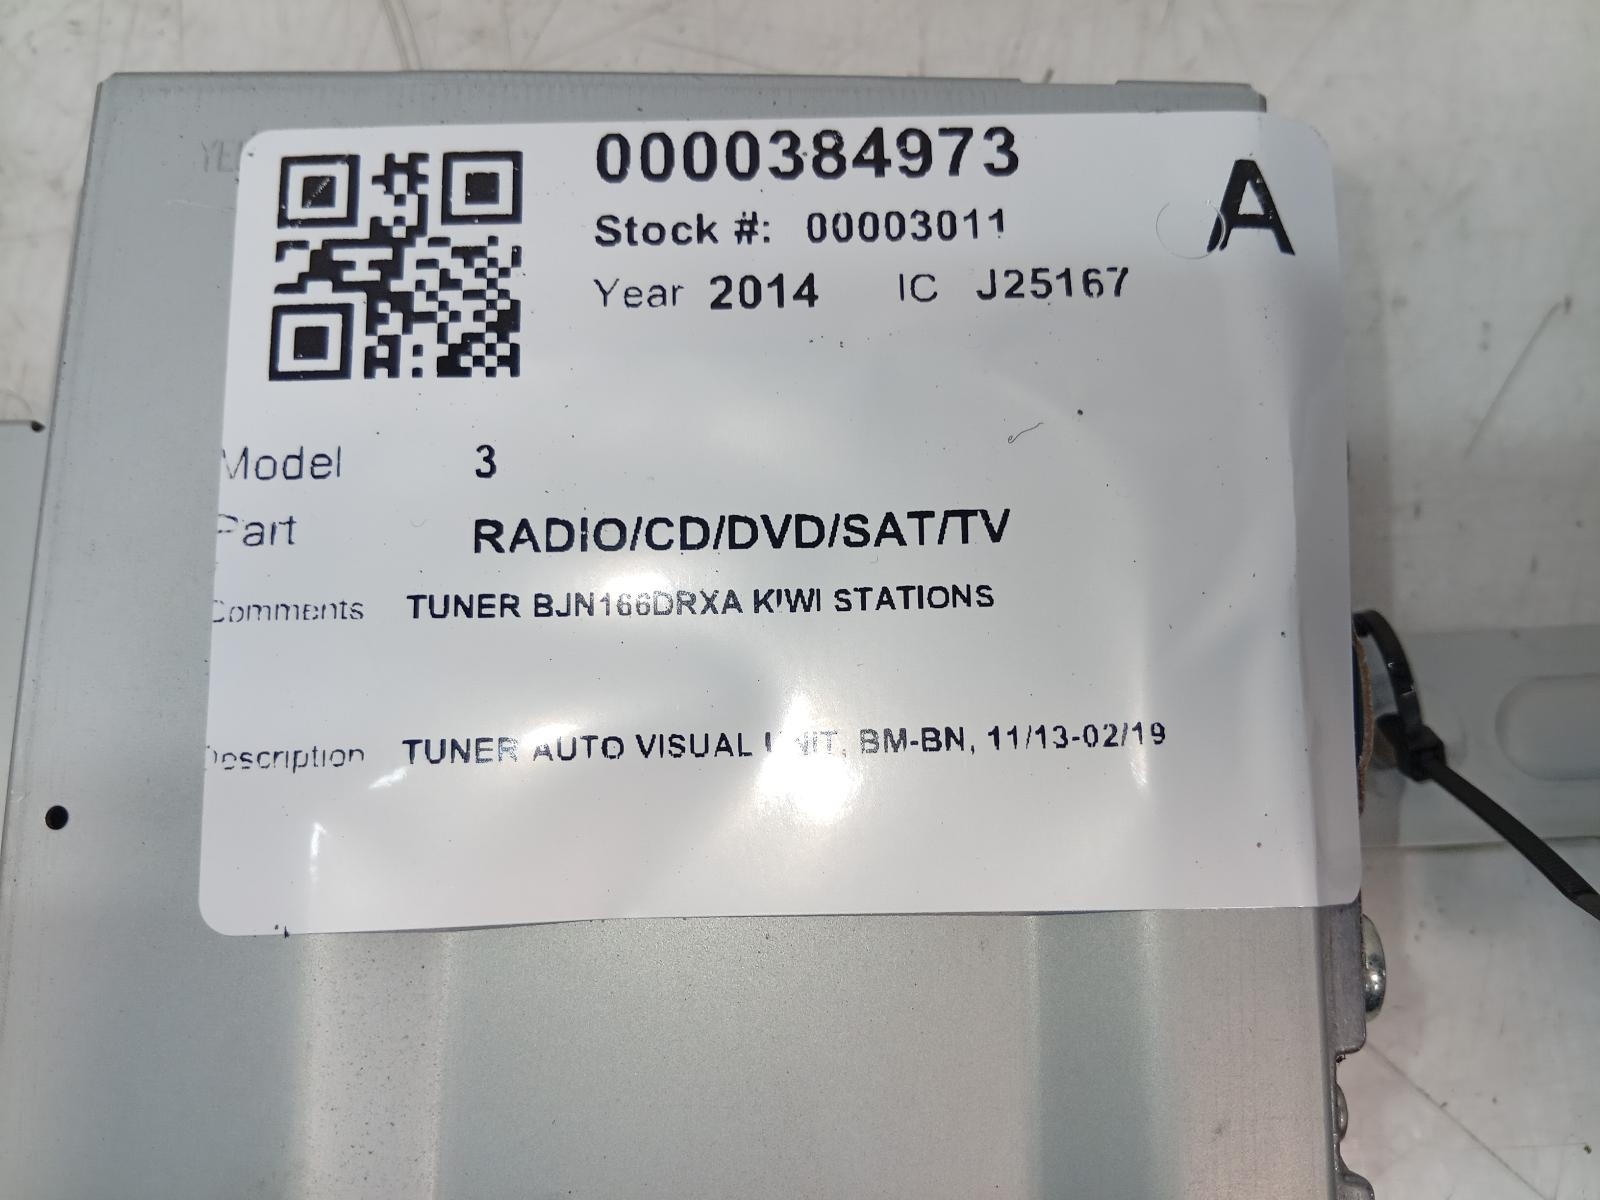 0000384973
A
Stock #: 00003011
Year 2014 IC J25167
Model 3
Part RADIO/CD/DVD/SAT/TV
Comments TUNER BJN166DRXA KIWI STATIONS
Description TUNER AUTO VISUAL UNIT, BM-BN, 11/13-02/19